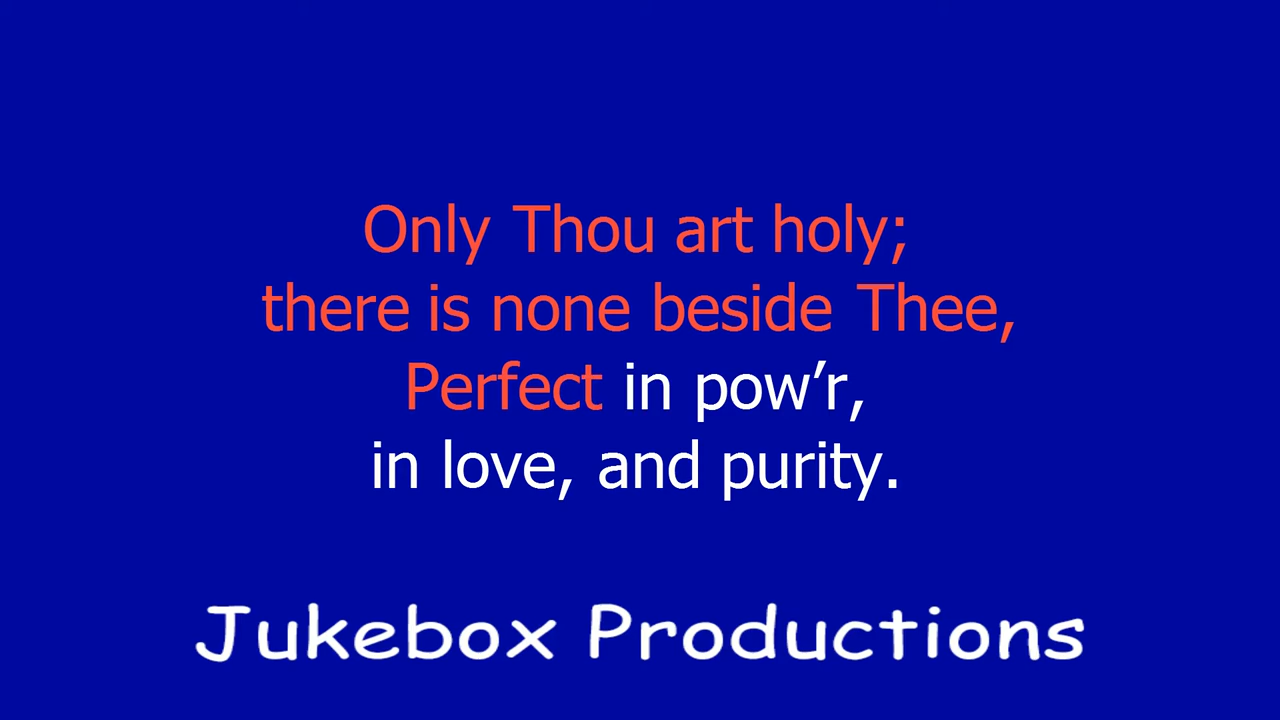 Only Thou art holy;
there is none beside Thee,
Perfect in pow’r,
in love, and purity.
Jukebox Productions